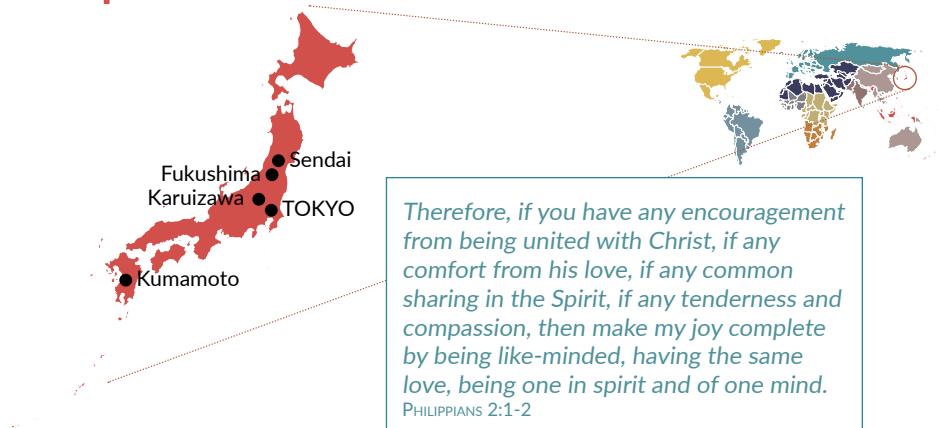 Sendai
Fukushima
Karuizawa
TOKYO
Kumamoto
Therefore, if you have any encouragement
from being united with Christ, if any
comfort from his love, if any common
sharing in the Spirit, if any tenderness and
compassion, then make my joy complete
by being like-minded, having the same
love, being one in spirit and of one mind.
Philippians 2:1-2